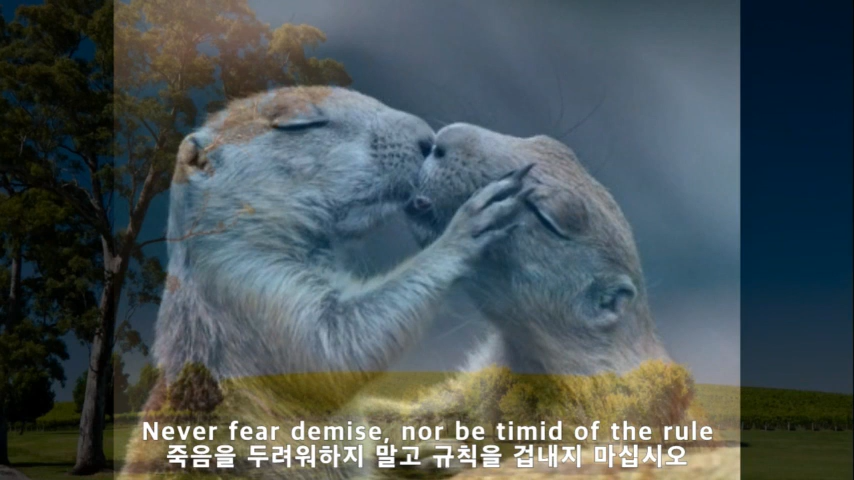 Never fear demise, nor be timid of the rule
죽음을 두려워하지 말고 규칙을 겁내지 마십시오